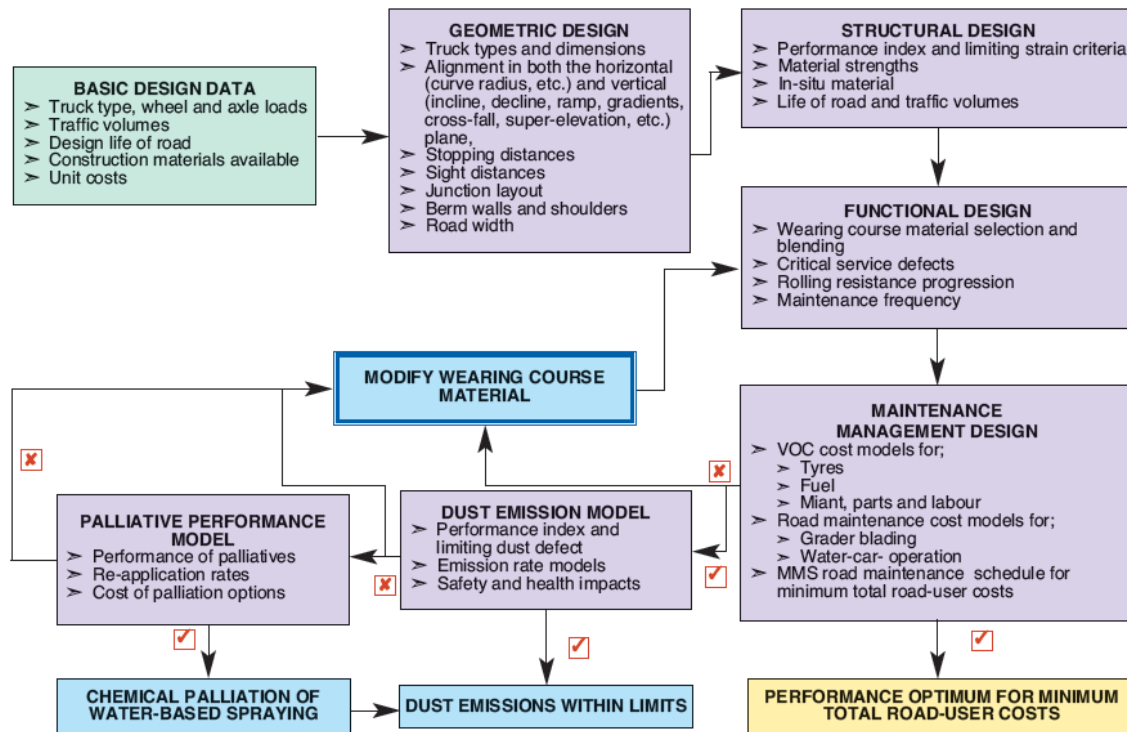 BASIC DESIGN DATA
➢ Truck type, wheel and axle loads
➢ Traffic volumes
➢ Design life of road
➢ Construction materials available
➢ Unit costs
GEOMETRIC DESIGN
➢ Truck types and dimensions
➢ Alignment in both the horizontal
(curve radius, etc.) and vertical
(incline, decline, ramp, gradients,
cross-fall, super-elevation, etc.)
plane,
➢ Stopping distances
➢ Sight distances
➢ Junction layout
➢ Berm walls and shoulders
➢ Road width
STRUCTURAL DESIGN
➢ Performance index and limiting strain criteria
➢ Material strengths
➢ In-situ material
➢ Life of road and traffic volumes
FUNCTIONAL DESIGN
➢ Wearing course material selection and
blending
➢ Critical service defects
➢ Rolling resistance progression
➢ Maintenance frequency
MODIFY WEARING COURSE
MATERIAL
MAINTENANCE
MANAGEMENT DESIGN
➢ VOC cost models for;
➢ Tyres
➢ Fuel
➢ Miant, parts and labour
➢ Road maintenance cost models for;
➢ Grader blading
➢ Water-car- operation
➢ MMS road maintenance schedule for
minimum total road-user costs
DUST EMISSION MODEL
➢ Performance index and
limiting dust defect
➢ Emission rate models
➢ Safety and health impacts
PALLIATIVE PERFORMANCE
MODEL
➢ Performance of palliatives
➢ Re-application rates
➢ Cost of palliation options
CHEMICAL PALLIATION OF
WATER-BASED SPRAYING
DUST EMISSIONS WITHIN LIMITS
PERFORMANCE OPTIMUM FOR MINIMUM
TOTAL ROAD-USER COSTS